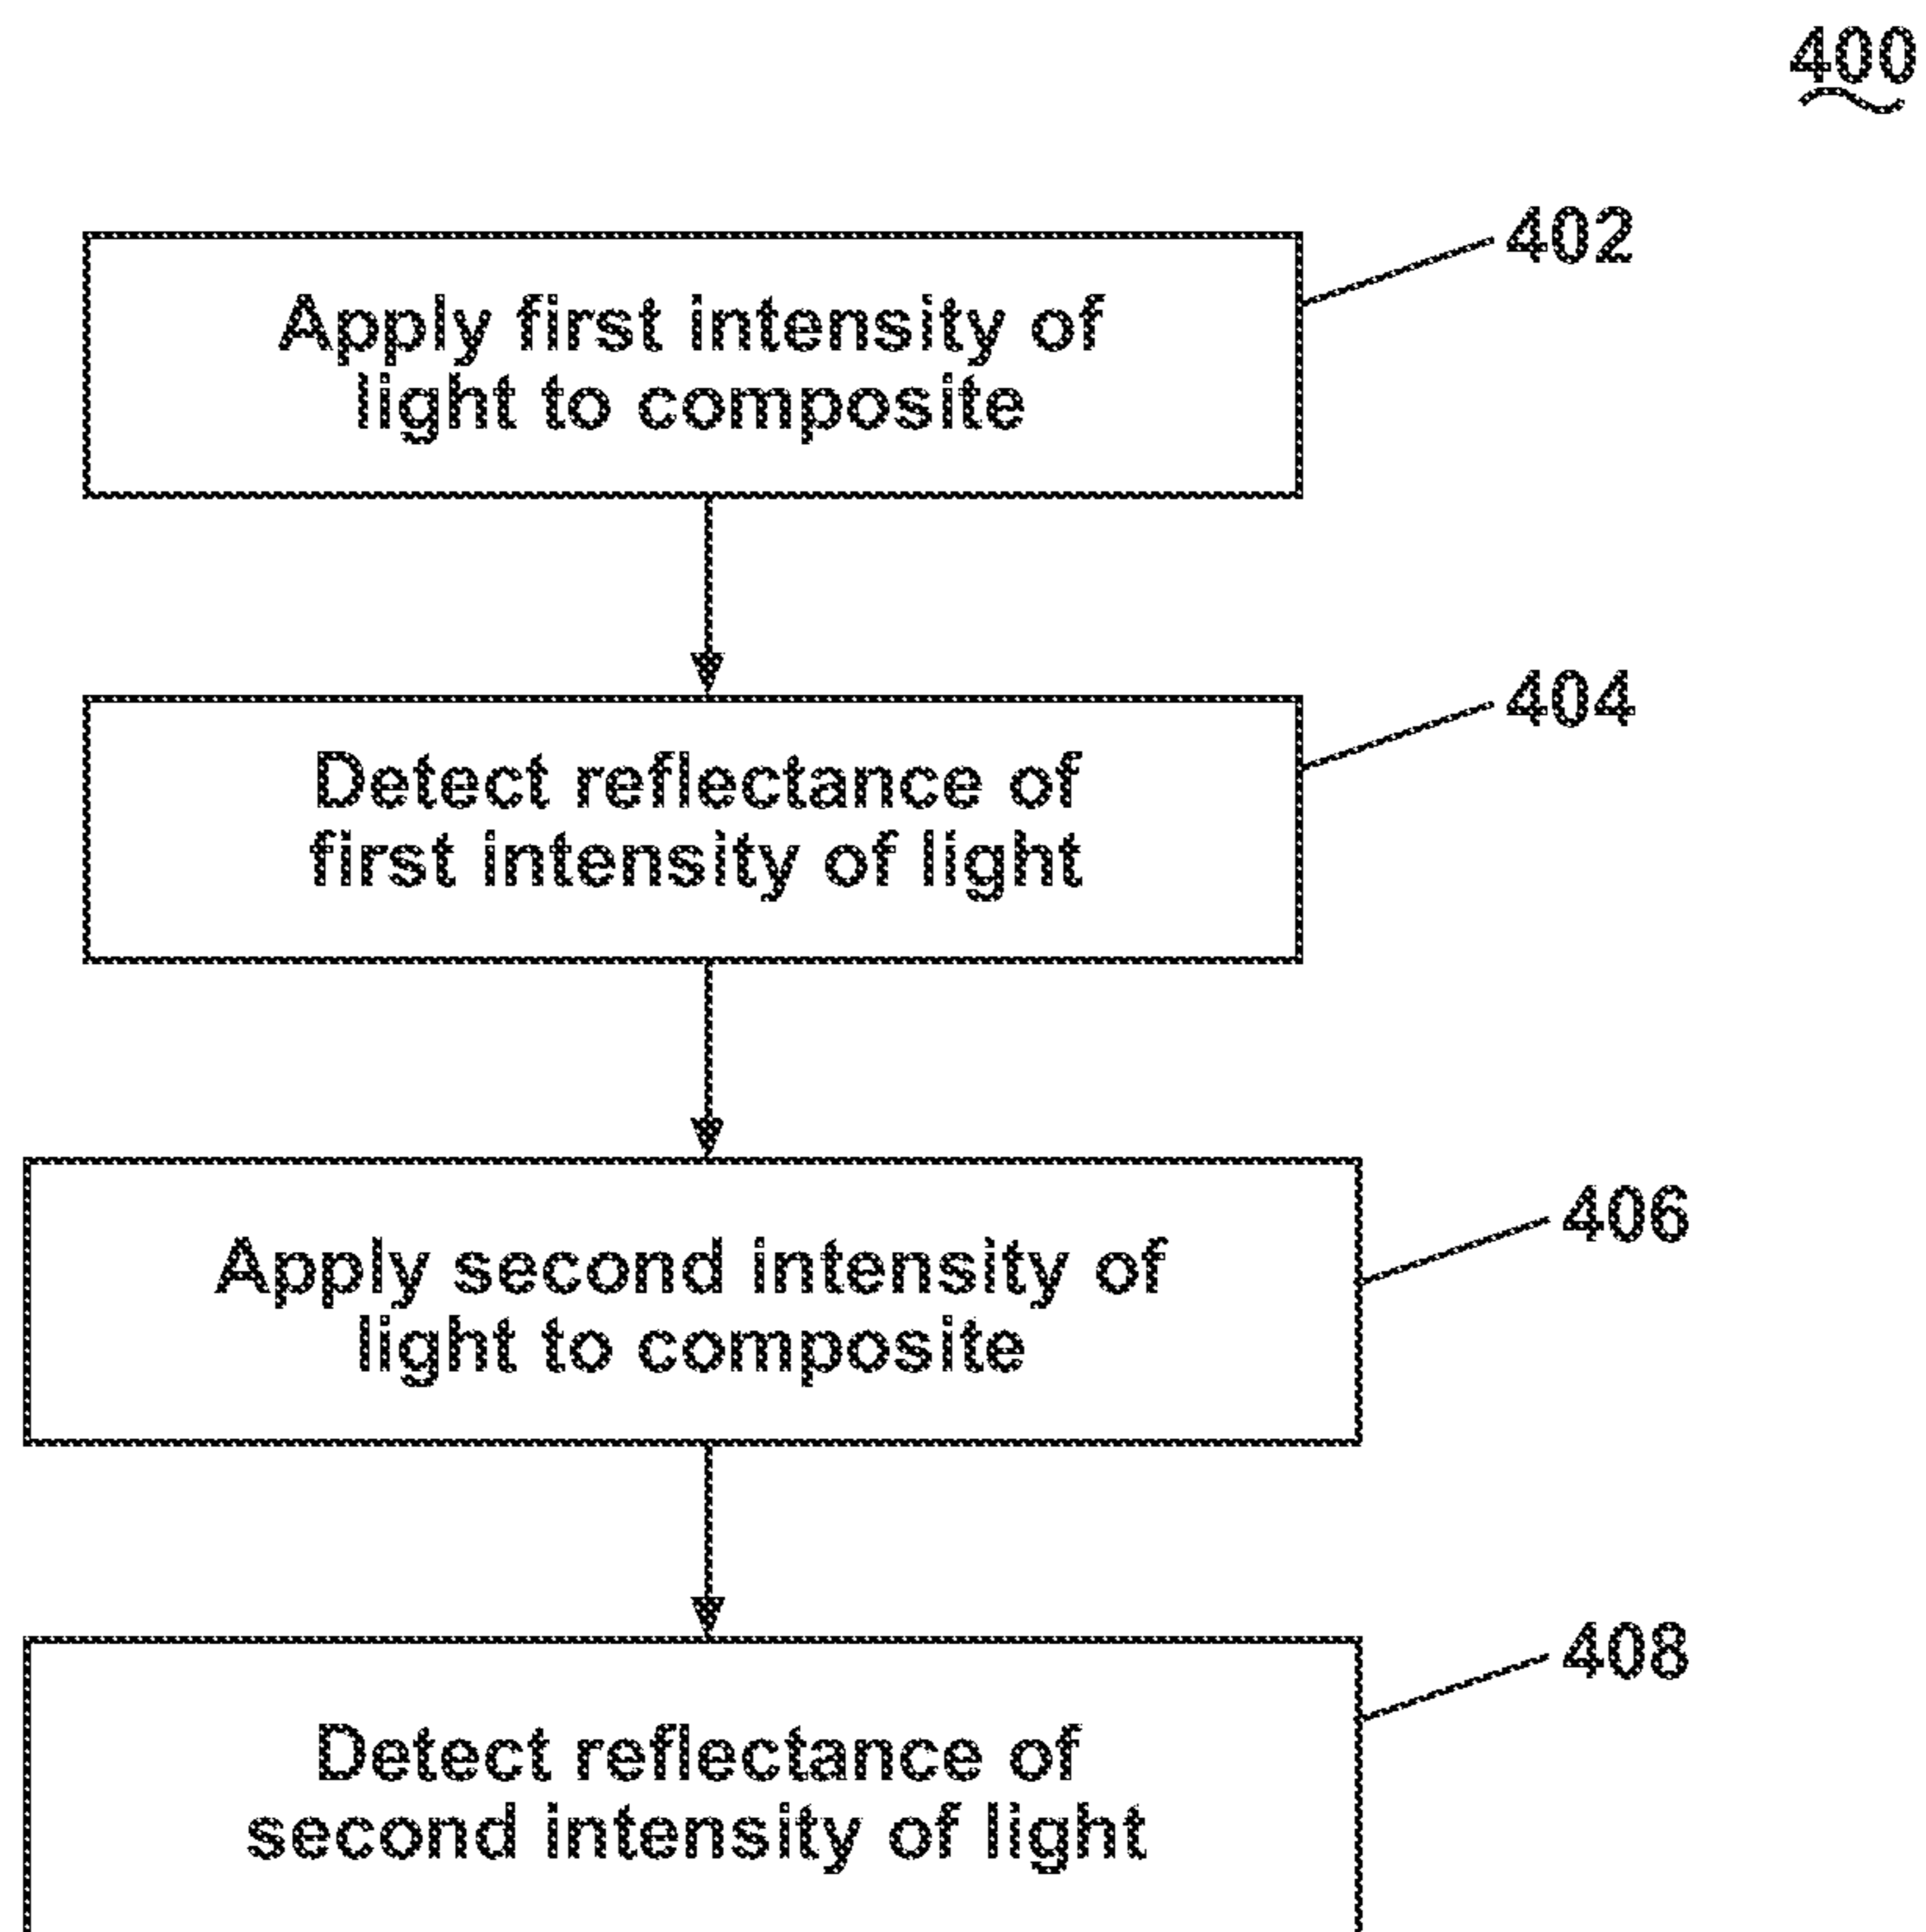 400
402
Apply first intensity of
light to composite
404
Detect reflectance of
first intensity of light
406
Apply second intensity of
light to composite
408
Detect reflectance of
second intensity of light